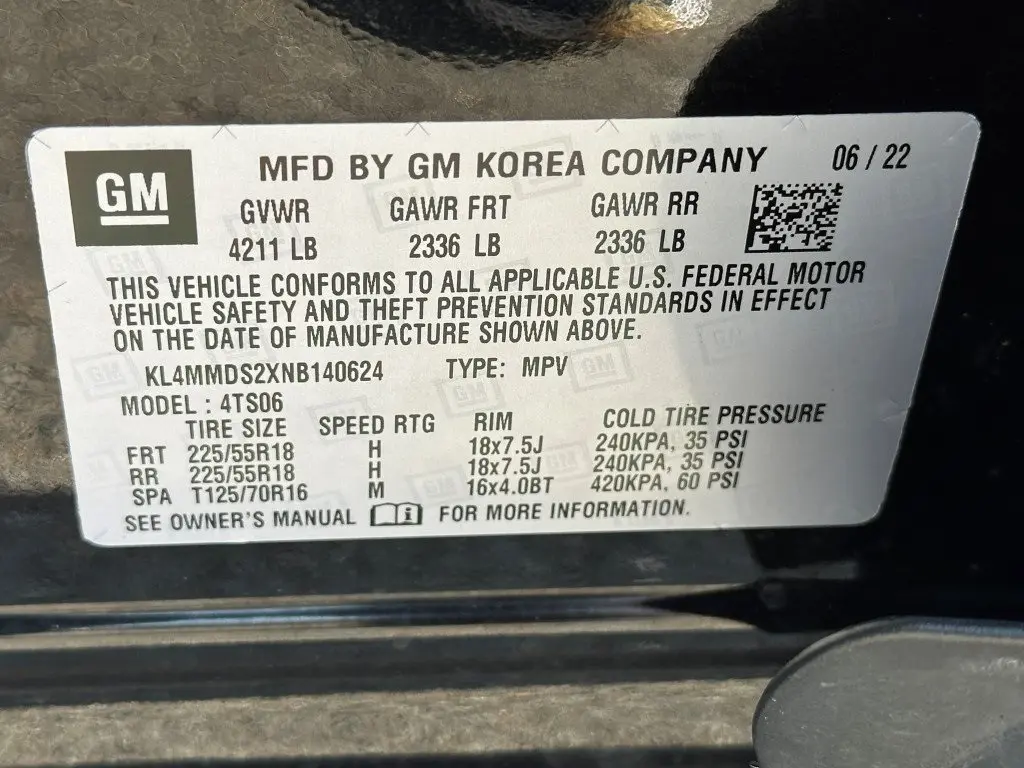 GM
MFD BY GM KOREA COMPANY 06 / 22
GVWR GAWR FRT GAWR RR
4211 LB 2336 LB 2336 LB
THIS VEHICLE CONFORMS TO ALL APPLICABLE U.S. FEDERAL MOTOR
VEHICLE SAFETY AND THEFT PREVENTION STANDARDS IN EFFECT
ON THE DATE OF MANUFACTURE SHOWN ABOVE.
KL4MMDS2XNB140624 TYPE: MPV
MODEL : 4TS06
TIRE SIZE SPEED RTG RIM COLD TIRE PRESSURE
FRT 225/55R18 H 18x7.5J 240KPA, 35 PSI
RR 225/55R18 H 18x7.5J 240KPA, 35 PSI
SPA T125/70R16 M 16x4.0BT 420KPA, 60 PSI
SEE OWNER'S MANUAL FOR MORE INFORMATION.